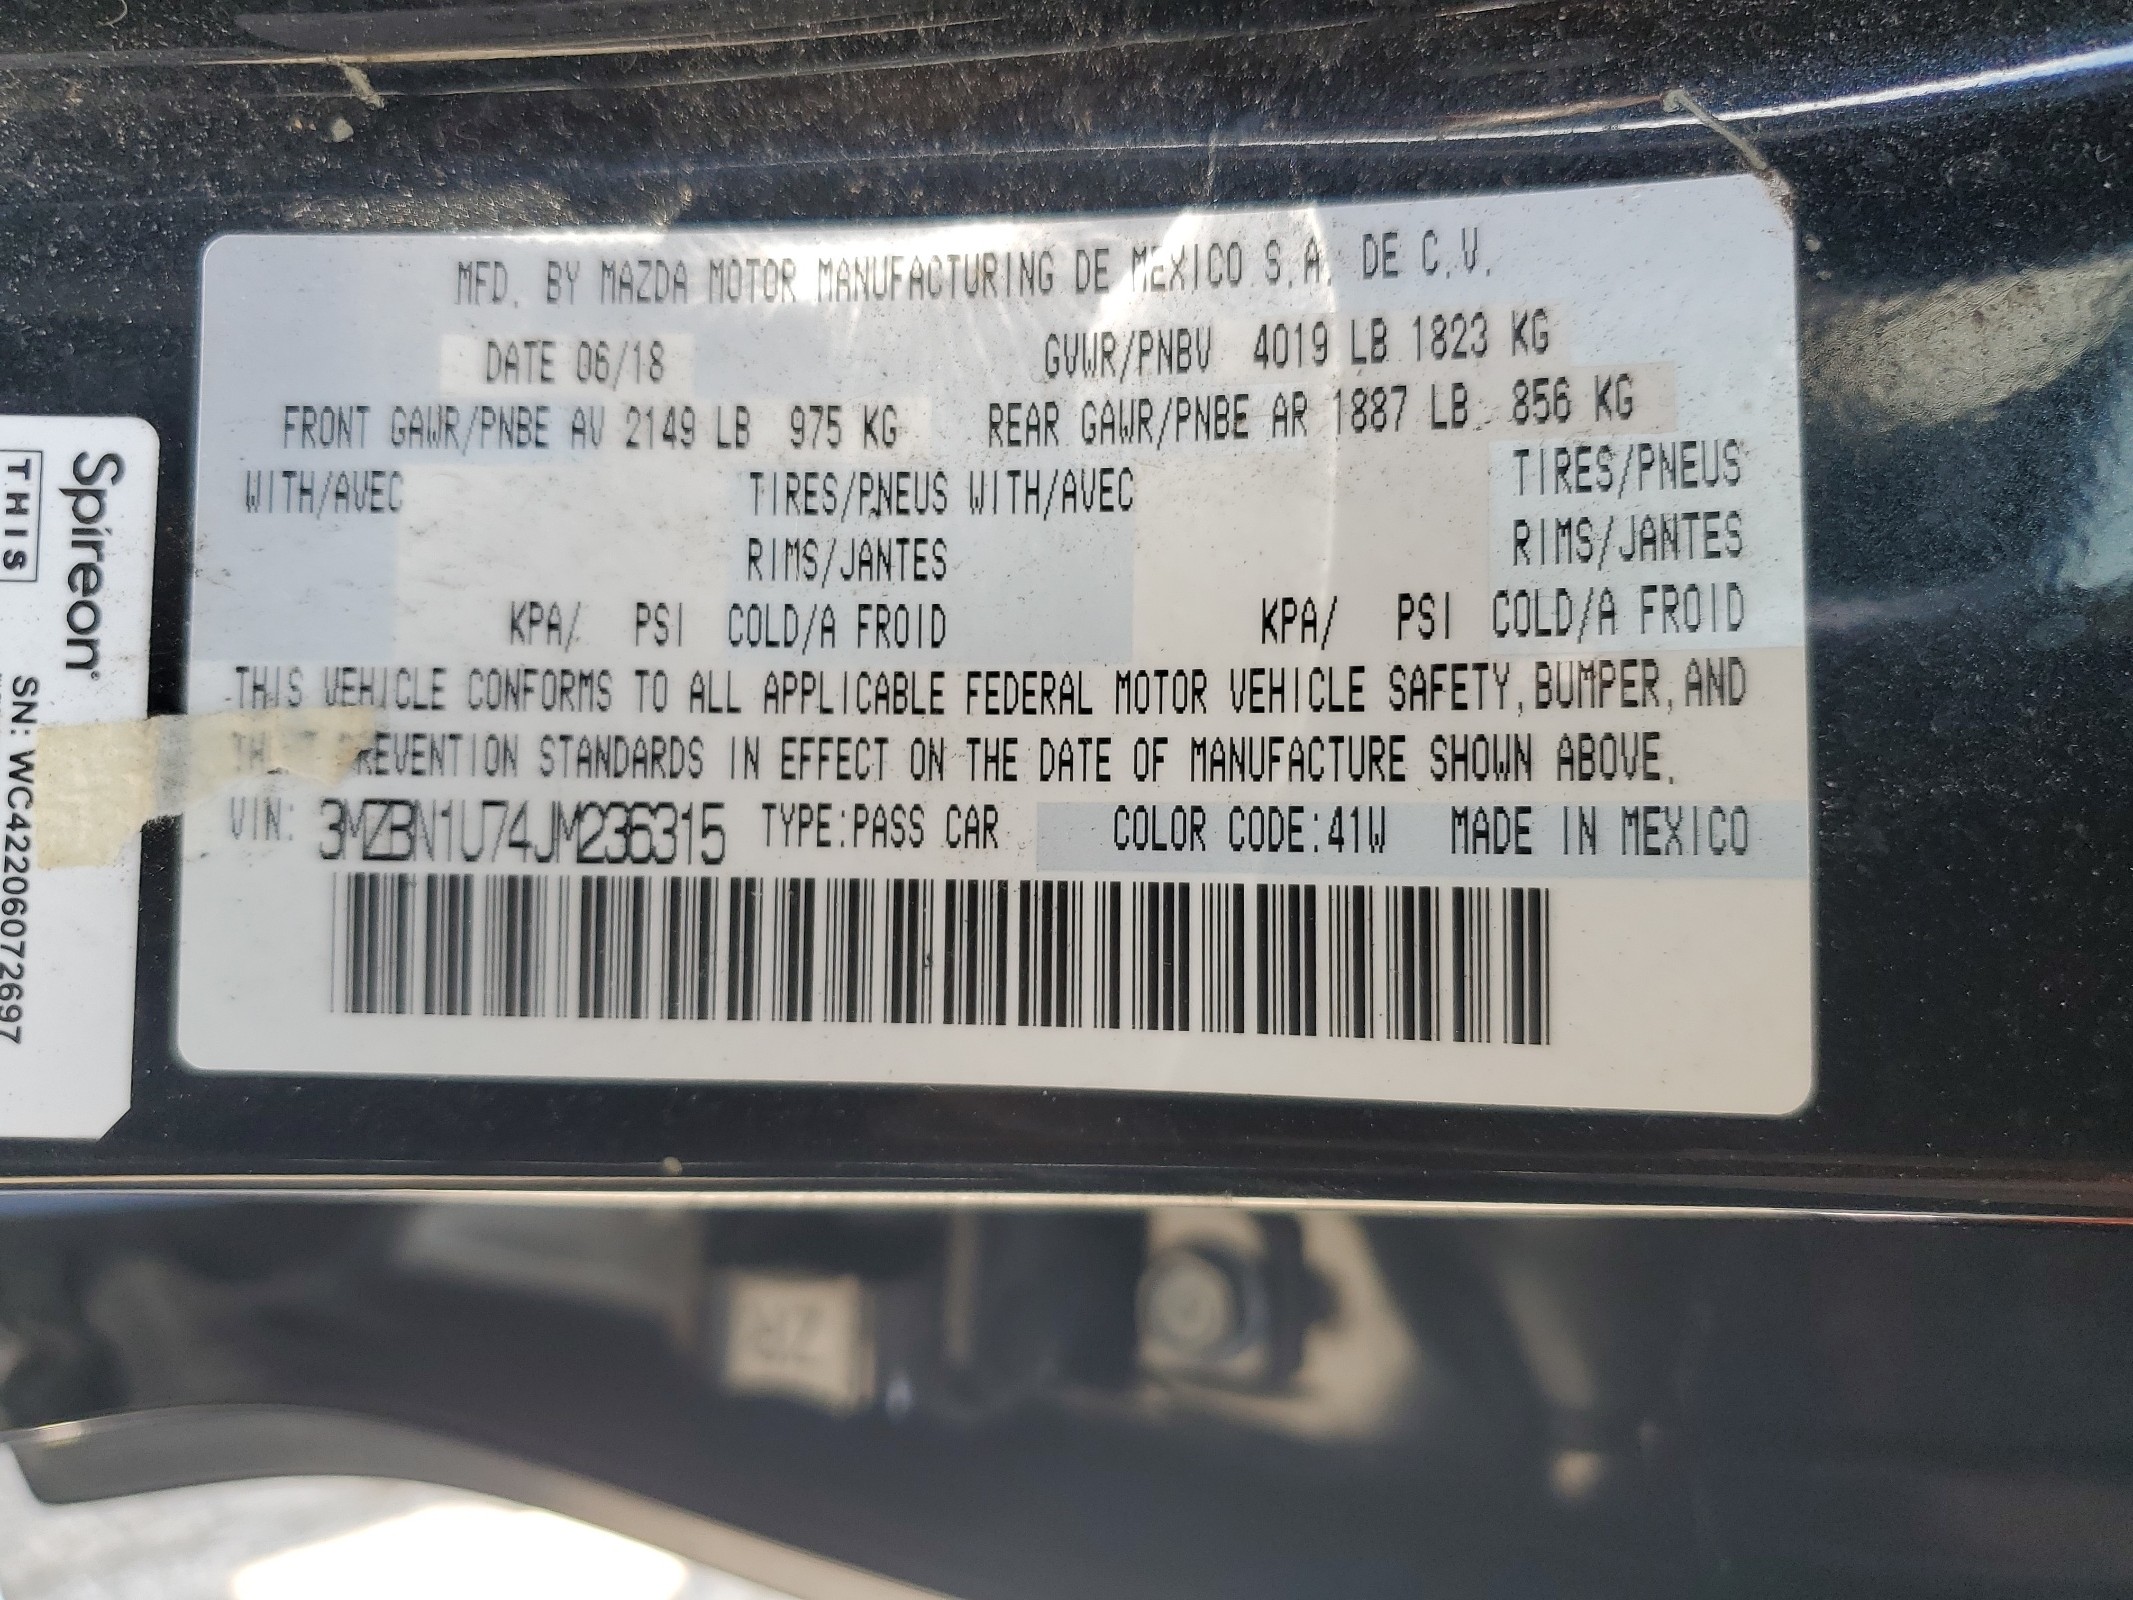 MFD. BY MAZDA MOTOR MANUFACTURING DE MEXICO S.A. DE C.V.
DATE 06/18 GVWR/PNBV 4019 LB 1823 KG
FRONT GAWR/PNBE AV 2149 LB 975 KG REAR GAWR/PNBE AR 1887 LB 856 KG
WITH/AVEC TIRES/PNEUS WITH/AVEC TIRES/PNEUS
RIMS/JANTES RIMS/JANTES
KPA/ PSI COLD/A FROID KPA/ PSI COLD/A FROID
THIS VEHICLE CONFORMS TO ALL APPLICABLE FEDERAL MOTOR VEHICLE SAFETY, BUMPER, AND
PREVENTION STANDARDS IN EFFECT ON THE DATE OF MANUFACTURE SHOWN ABOVE.
VIN: 3MZBN1U74JM236315 TYPE:PASS CAR COLOR CODE:41W MADE IN MEXICO
Spireon
THIS
SN: WC42206072697